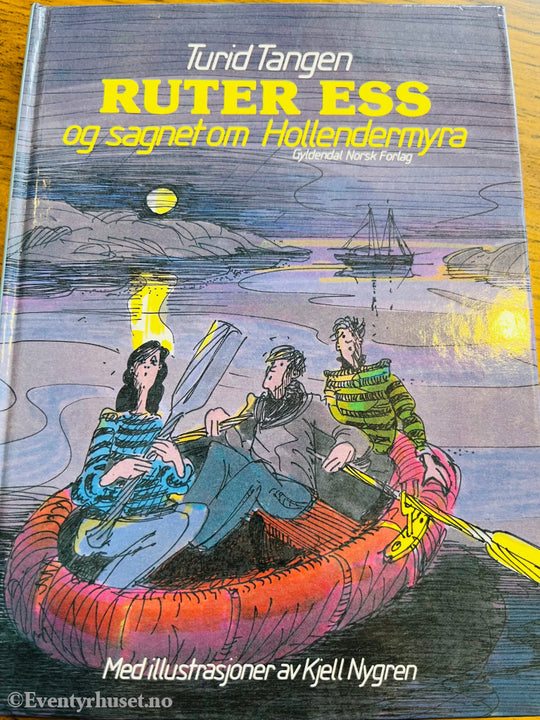 Turid Tangen
RUTER ESS
og sagnet om Hollendermyra
Gyldendal Norsk Forlag
Med illustrasjoner av Kjell Nygren
©Eventyrhuset.no